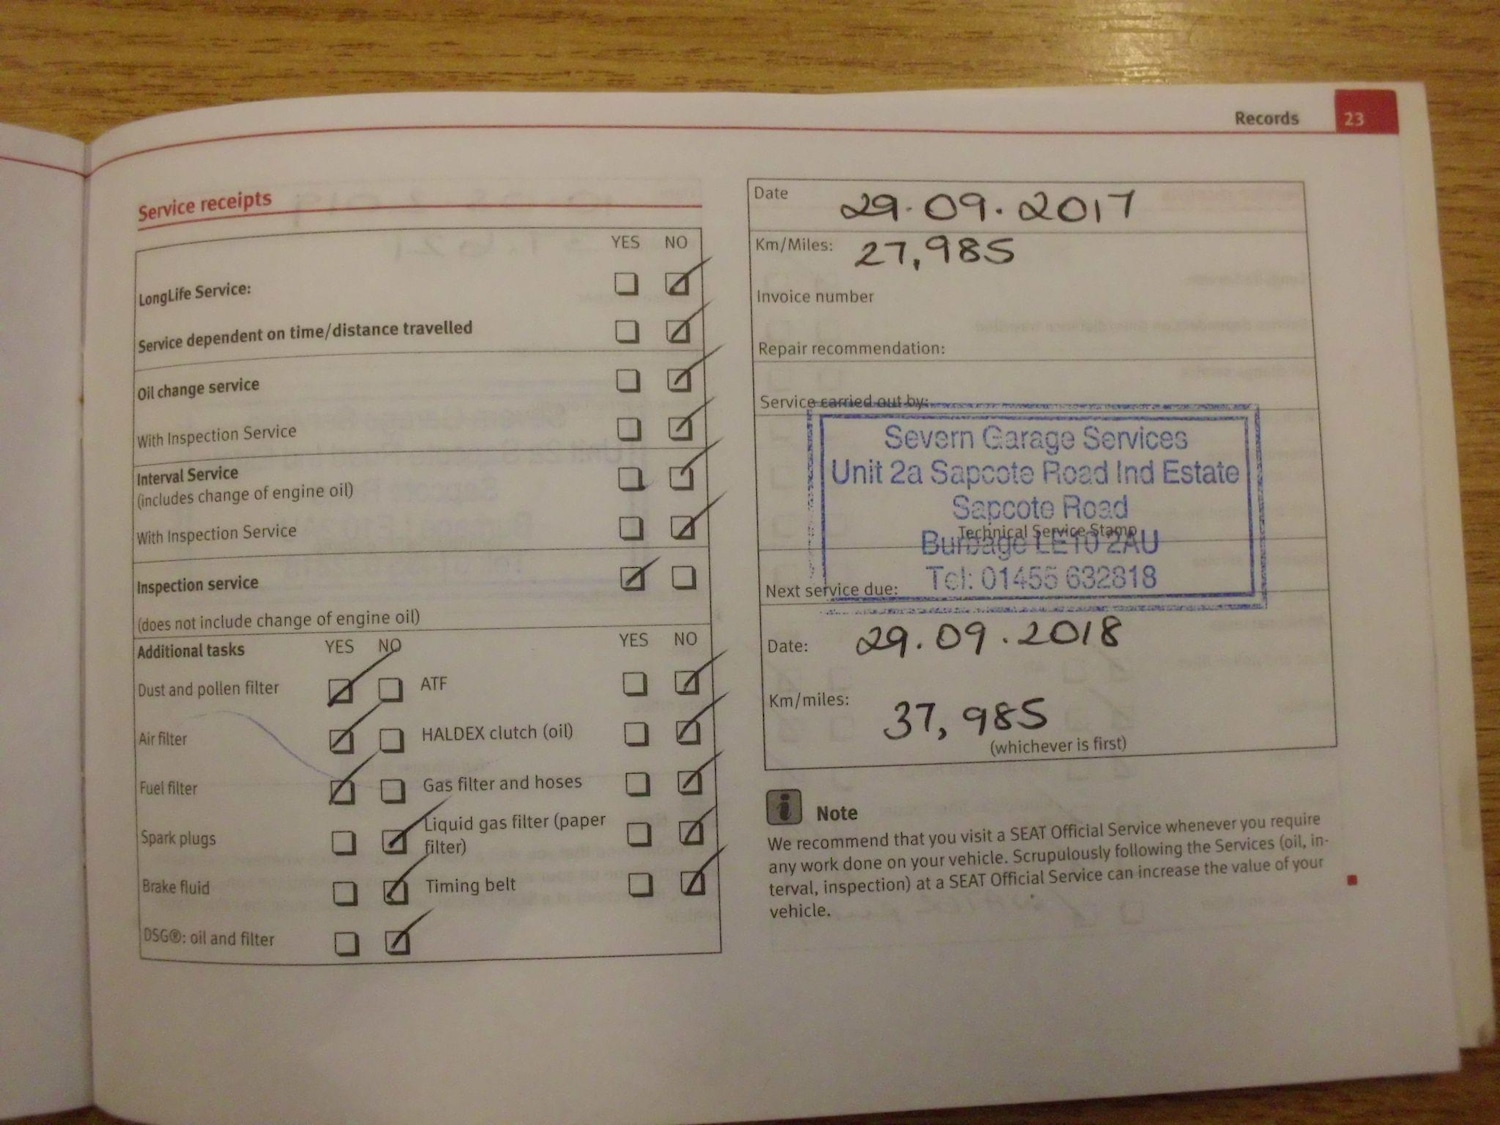 Records 23
Service receipts
YES NO
LongLife Service:
Service dependent on time/distance travelled
Oil change service
With Inspection Service
Interval Service
(includes change of engine oil)
With Inspection Service
Inspection service
(does not include change of engine oil)
Additional tasks YES NO YES NO
Dust and pollen filter ATF
Air filter HALDEX clutch (oil)
Fuel filter Gas filter and hoses
Spark plugs Liquid gas filter (paper
filter)
Brake fluid Timing belt
DSG®: oil and filter
Date 29.09.2017
Km/Miles: 27,985
Invoice number
Repair recommendation:
Service carried out by:
Severn Garage Services
Unit 2a Sapcote Road Ind Estate
Sapcote Road
Technical Service Stamp
Burbage LE10 2AU
Tel: 01455 632818
Next service due:
Date: 29.09.2018
Km/miles: 37,985
(whichever is first)
i Note
We recommend that you visit a SEAT Official Service whenever you require
any work done on your vehicle. Scrupulously following the Services (oil, in-
terval, inspection) at a SEAT Official Service can increase the value of your
vehicle.